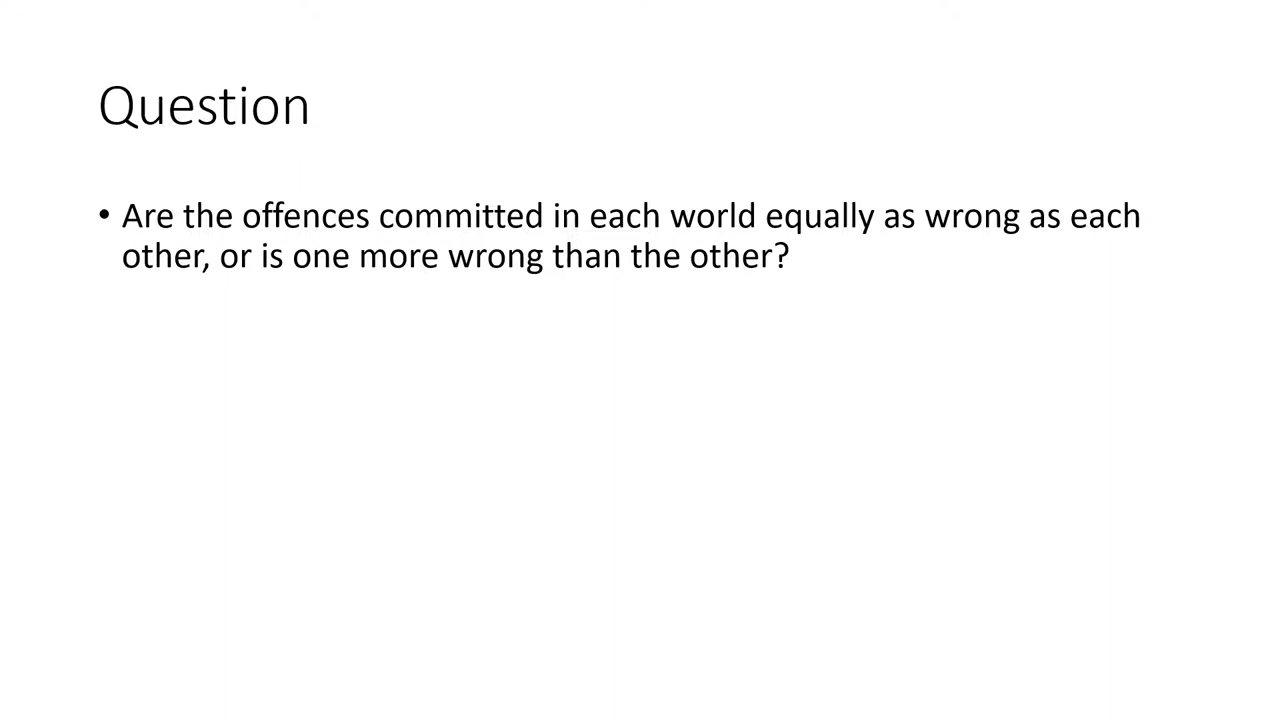 Question
• Are the offences committed in each world equally as wrong as each
other, or is one more wrong than the other?